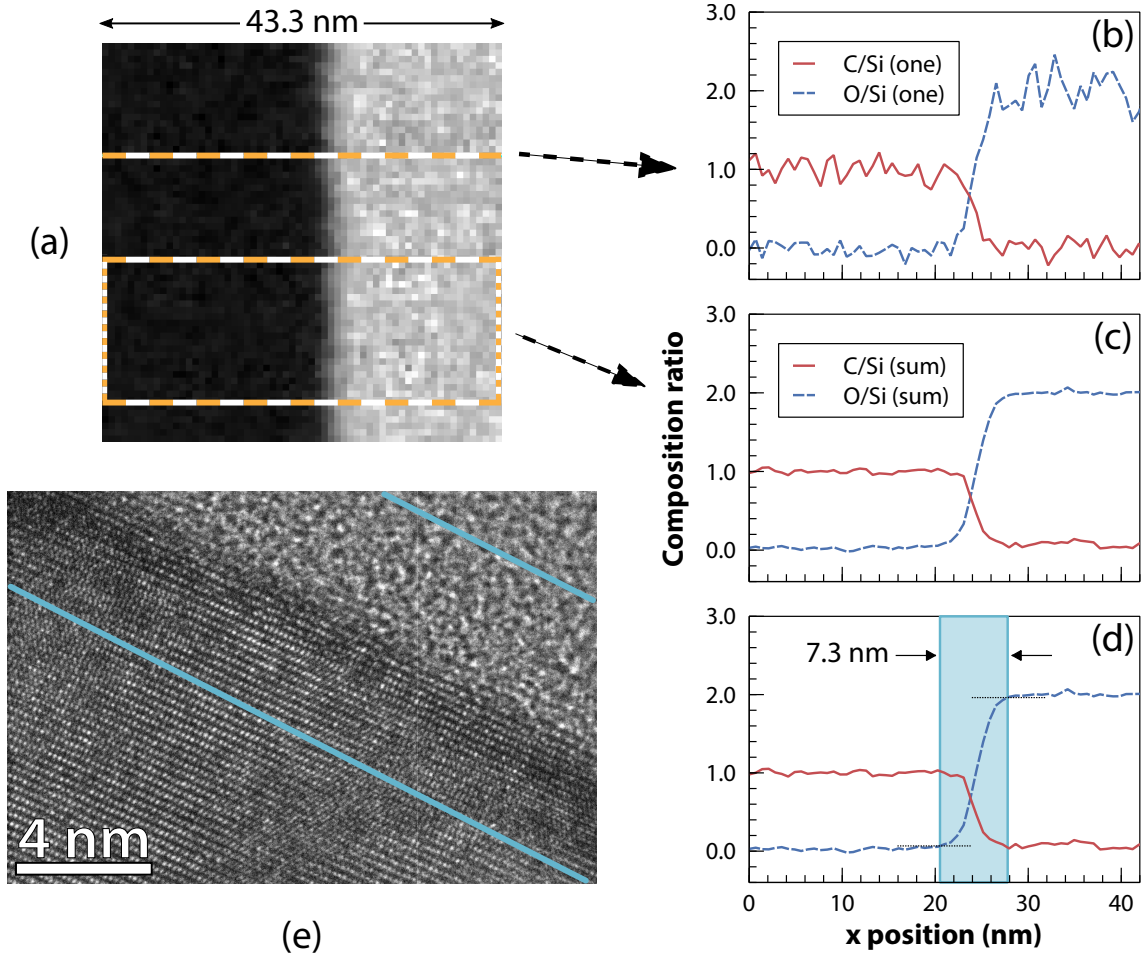 43.3 nm
(a)
(b)
C/Si (one)
O/Si (one)
3.0
2.0
1.0
0.0
(c)
C/Si (sum)
O/Si (sum)
3.0
2.0
1.0
0.0
Composition ratio
(d)
7.3 nm
3.0
2.0
1.0
0.0
0
10
20
30
40
x position (nm)
4 nm
(e)